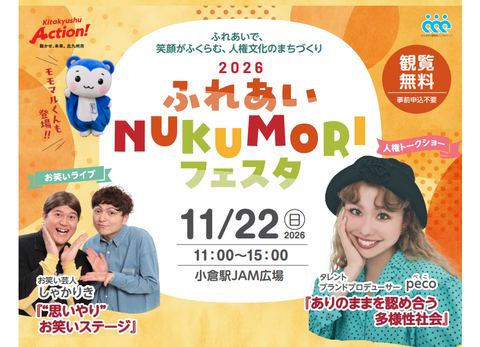 Kitakyushu
Action!
動かせ、未来。北九州市
モモマルくんも
登場!!
ふれあいで、
笑顔がふくらむ、人権文化のまちづくり
2026
ふれあい
NUKUMORI
フェスタ
観覧
無料
事前申込不要
お笑いライブ
人権トークショー
11/22 日
2026
11:00～15:00
小倉駅JAM広場
お笑い芸人
しゃかりき
『“思いやり”
お笑いステージ』
タレント
ブランドプロデューサー
ぺこ
peco
『ありのままを認め合う
多様性社会』